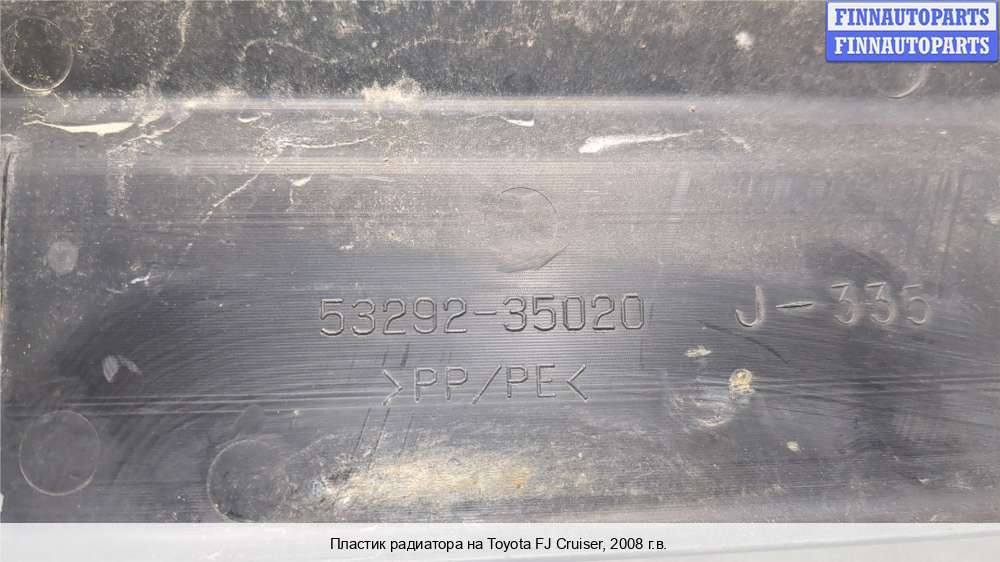 FINNAUTOPARTS
FINNAUTOPARTS
53292-35020
J-335
>PP/PE<
Пластик радиатора на Toyota FJ Cruiser, 2008 г.в.